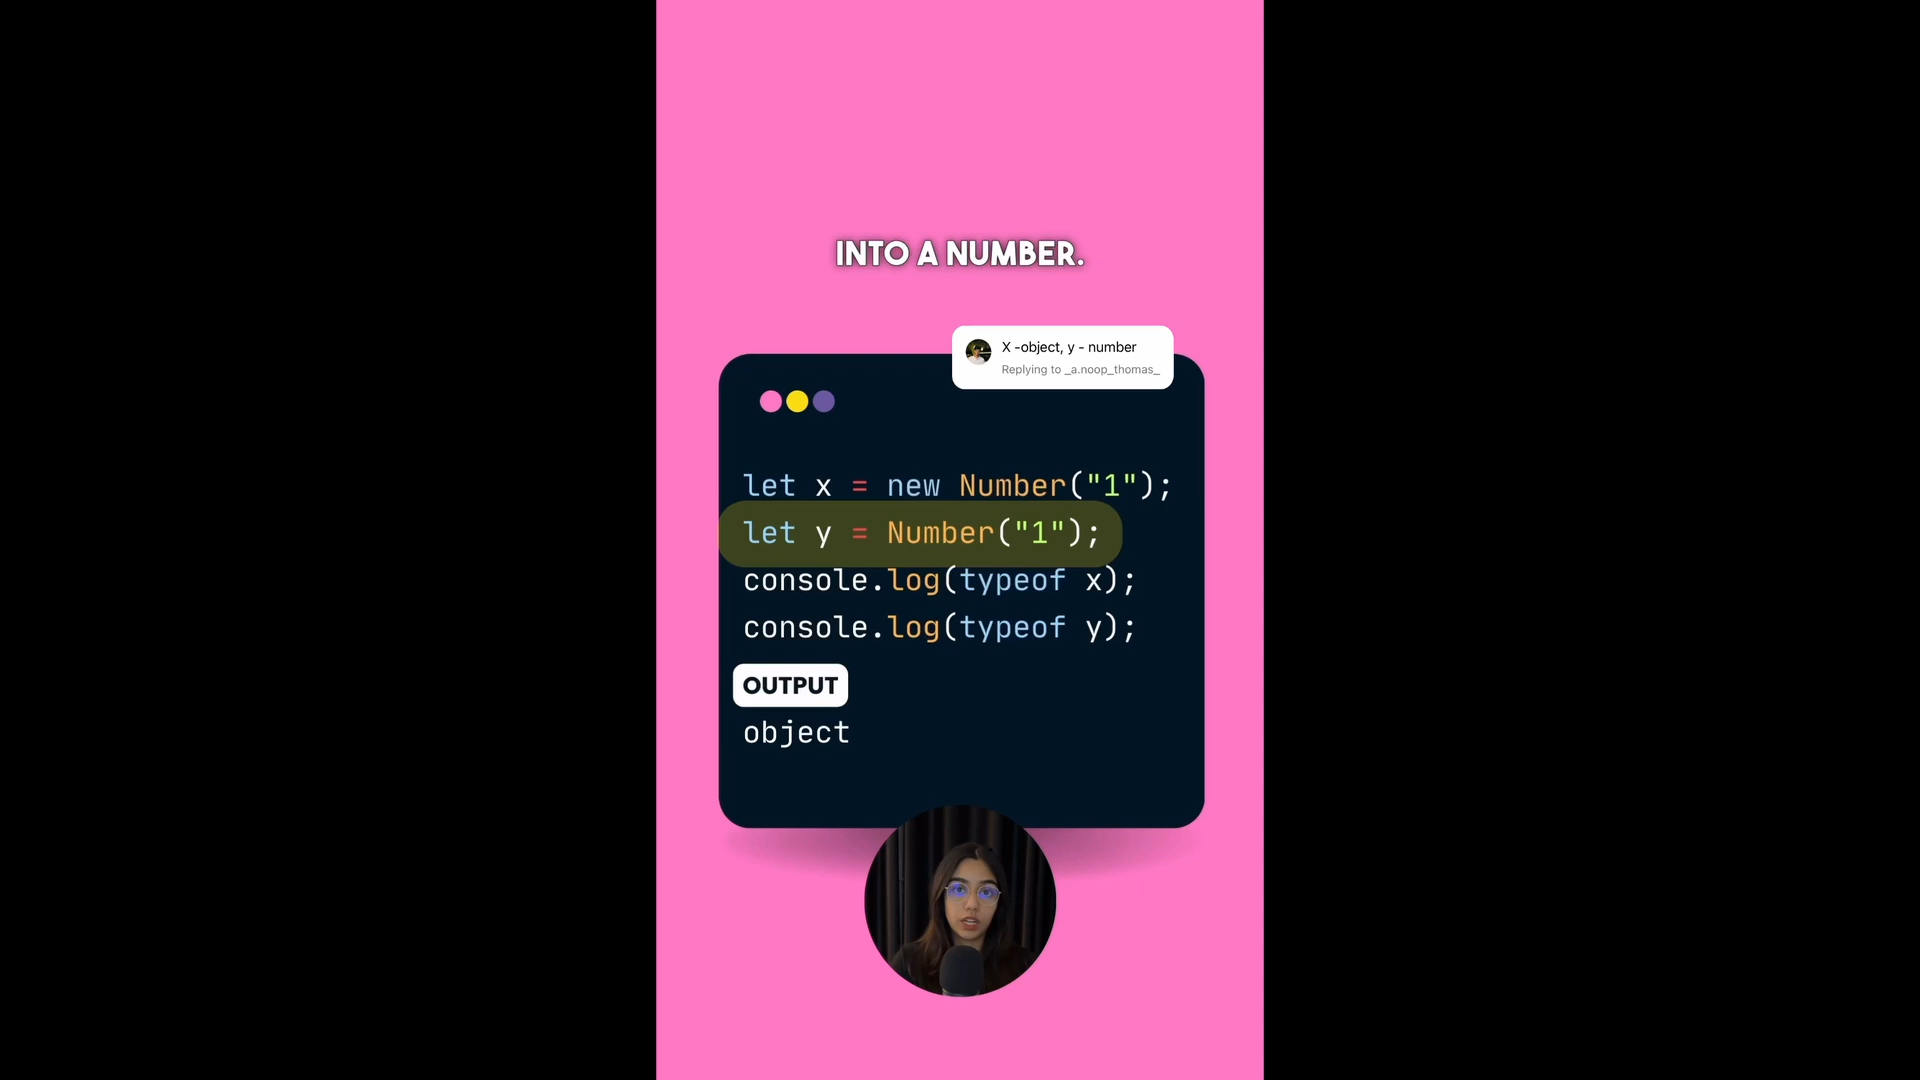 INTO A NUMBER.
X -object, y - number
Replying to _a.noop_thomas_
let x = new Number("1");
let y = Number("1");
console.log(typeof x);
console.log(typeof y);
OUTPUT
object